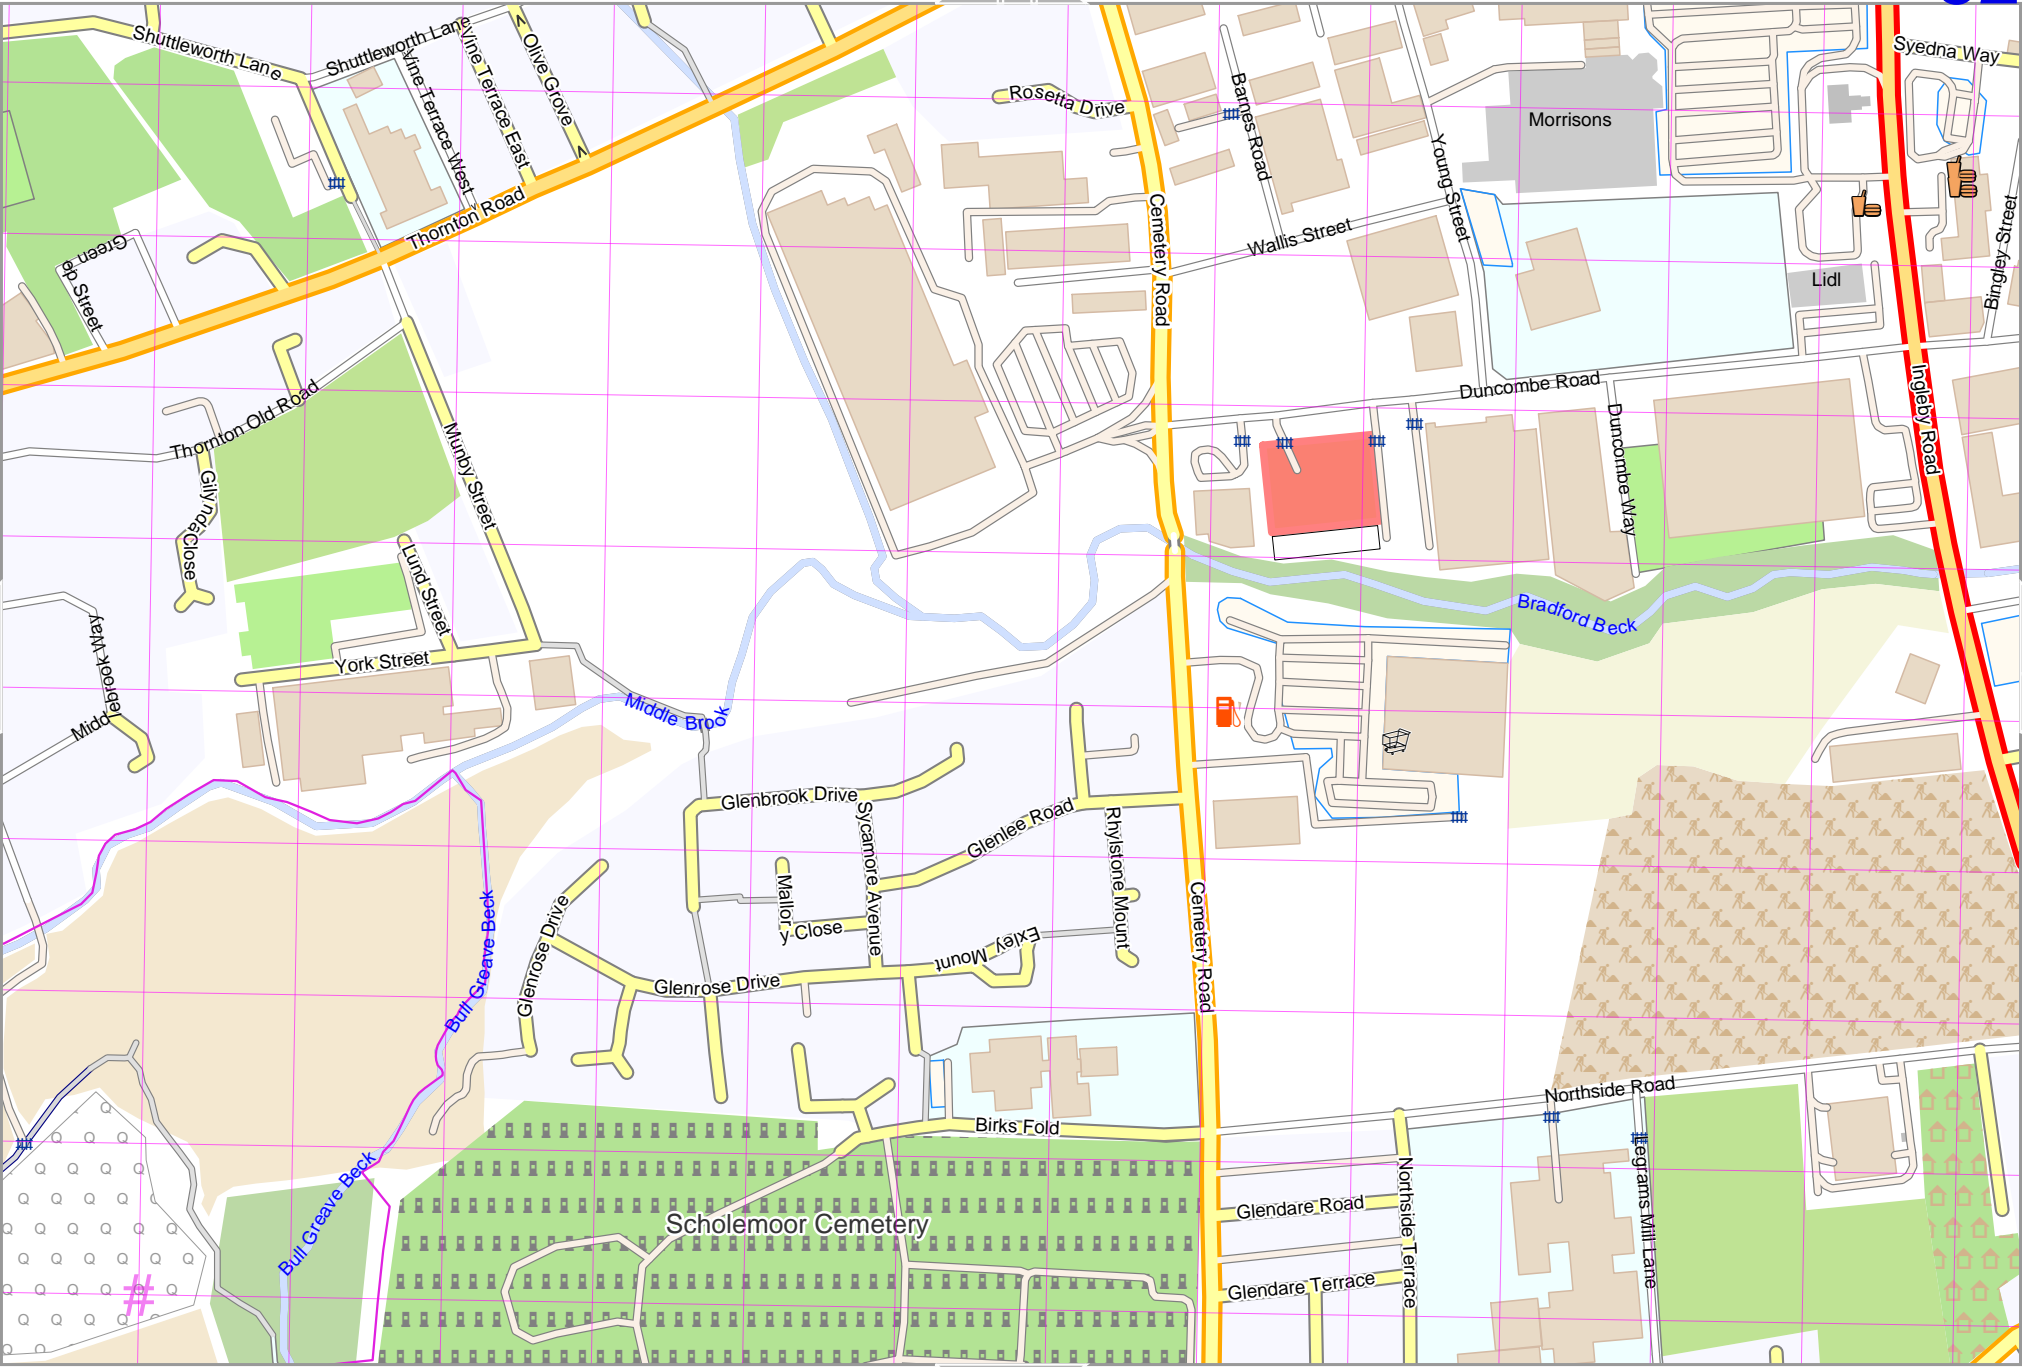 Shuttleworth Lane
Shuttleworth Lane
Vine Terrace West
Vine Terrace East
Olive Grove
Thornton Road
Rosetta Drive
Barnes Road
Young Street
Morrisons
Syedna Way
Green
Street
Cemetery Road
Wallis Street
Lidl
Bingley Street
Thornton Old Road
Munby Street
Gilynda Close
Duncombe Road
Duncombe Way
Ingleby Road
Lund Street
York Street
Bradford Beck
Middlebrook Way
Middle Brook
Glenbrook Drive
Sycamore Avenue
Glenlee Road
Rhylstone Mount
Mallory Close
Glenrose Drive
Glenrose Drive
Exley Mount
Cemetery Road
Bull Greave Beck
Bull Greave Beck
Birks Fold
Northside Road
Scholemoor Cemetery
Glendare Road
Glendare Terrace
Northside Terrace
Legrams Mill Lane
#